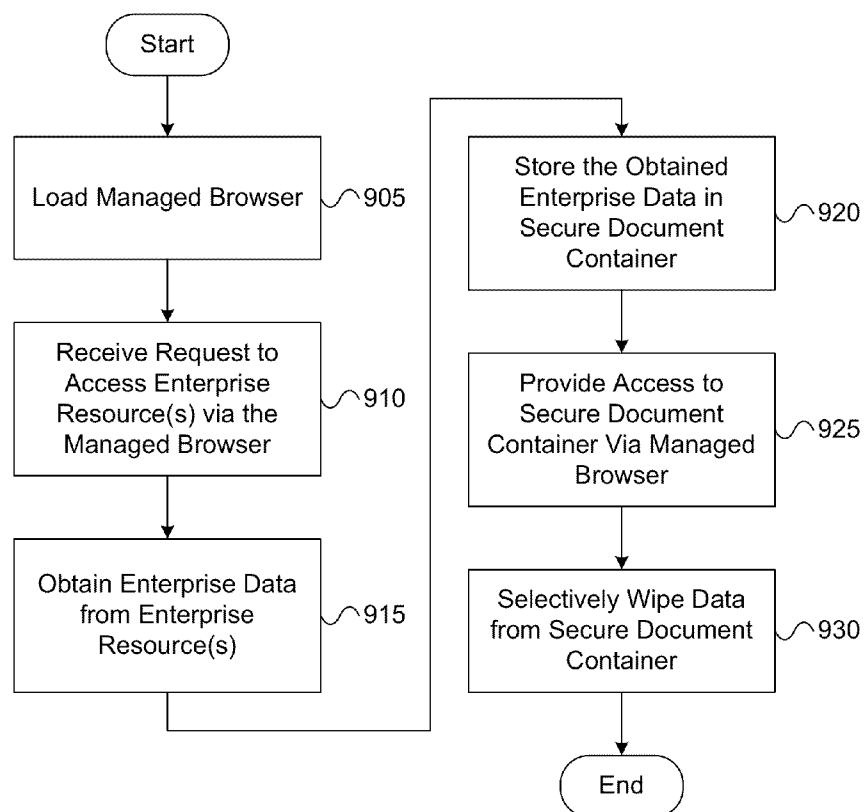 Start
Load Managed Browser
905
Receive Request to
Access Enterprise
Resource(s) via the
Managed Browser
910
Obtain Enterprise Data
from Enterprise
Resource(s)
915
Store the Obtained
Enterprise Data in
Secure Document
Container
920
Provide Access to
Secure Document
Container Via Managed
Browser
925
Selectively Wipe Data
from Secure Document
Container
930
End